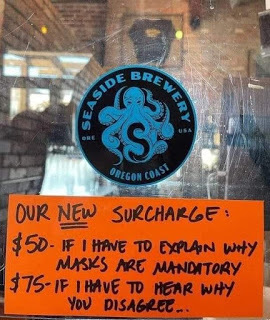 SEASIDE BREWERY
ORE
USA
S
OREGON COAST
OUR NEW SURCHARGE:
$50- IF I HAVE TO EXPLAIN WHY
MASKS ARE MANDATORY
$75- IF I HAVE TO HEAR WHY
YOU DISAGREE...